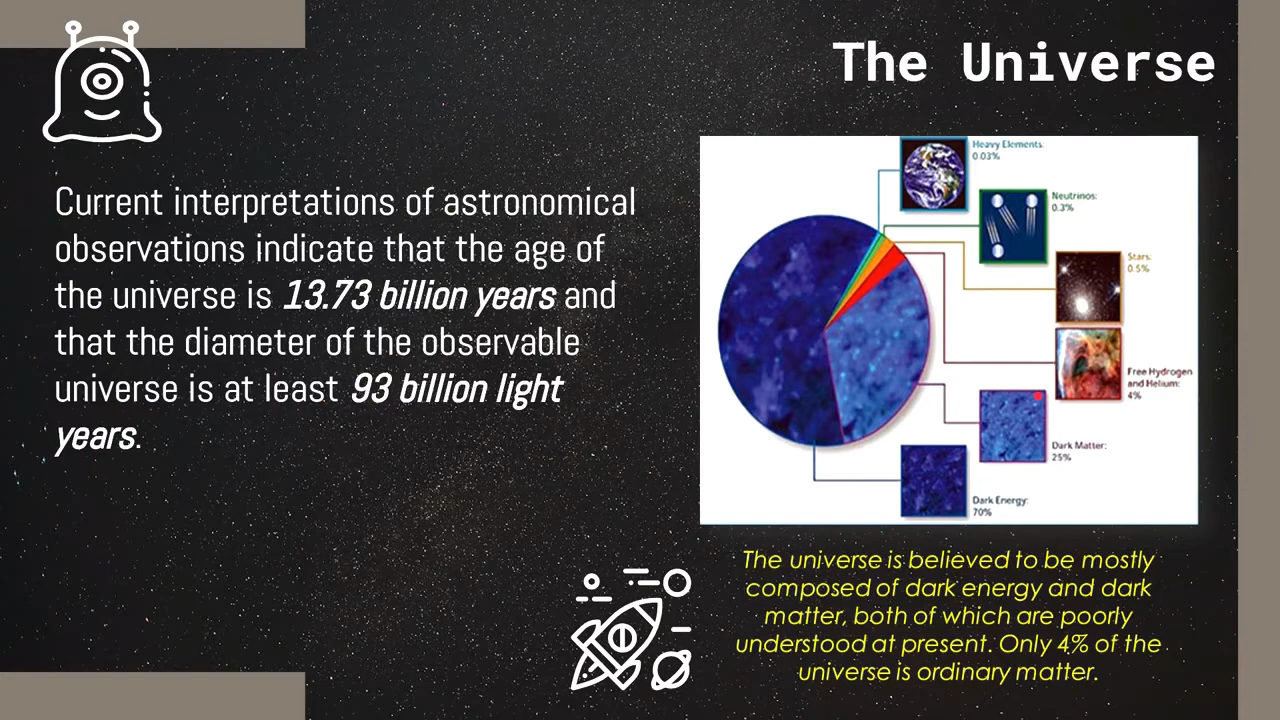 The Universe
Current interpretations of astronomical
observations indicate that the age of
the universe is 13.73 billion years and
that the diameter of the observable
universe is at least 93 billion light
years.
Heavy Elements:
0.03%
Neutrinos:
0.3%
Stars:
0.5%
Free Hydrogen
and Helium:
4%
Dark Matter:
25%
Dark Energy:
70%
The universe is believed to be mostly
composed of dark energy and dark
matter, both of which are poorly
understood at present. Only 4% of the
universe is ordinary matter.